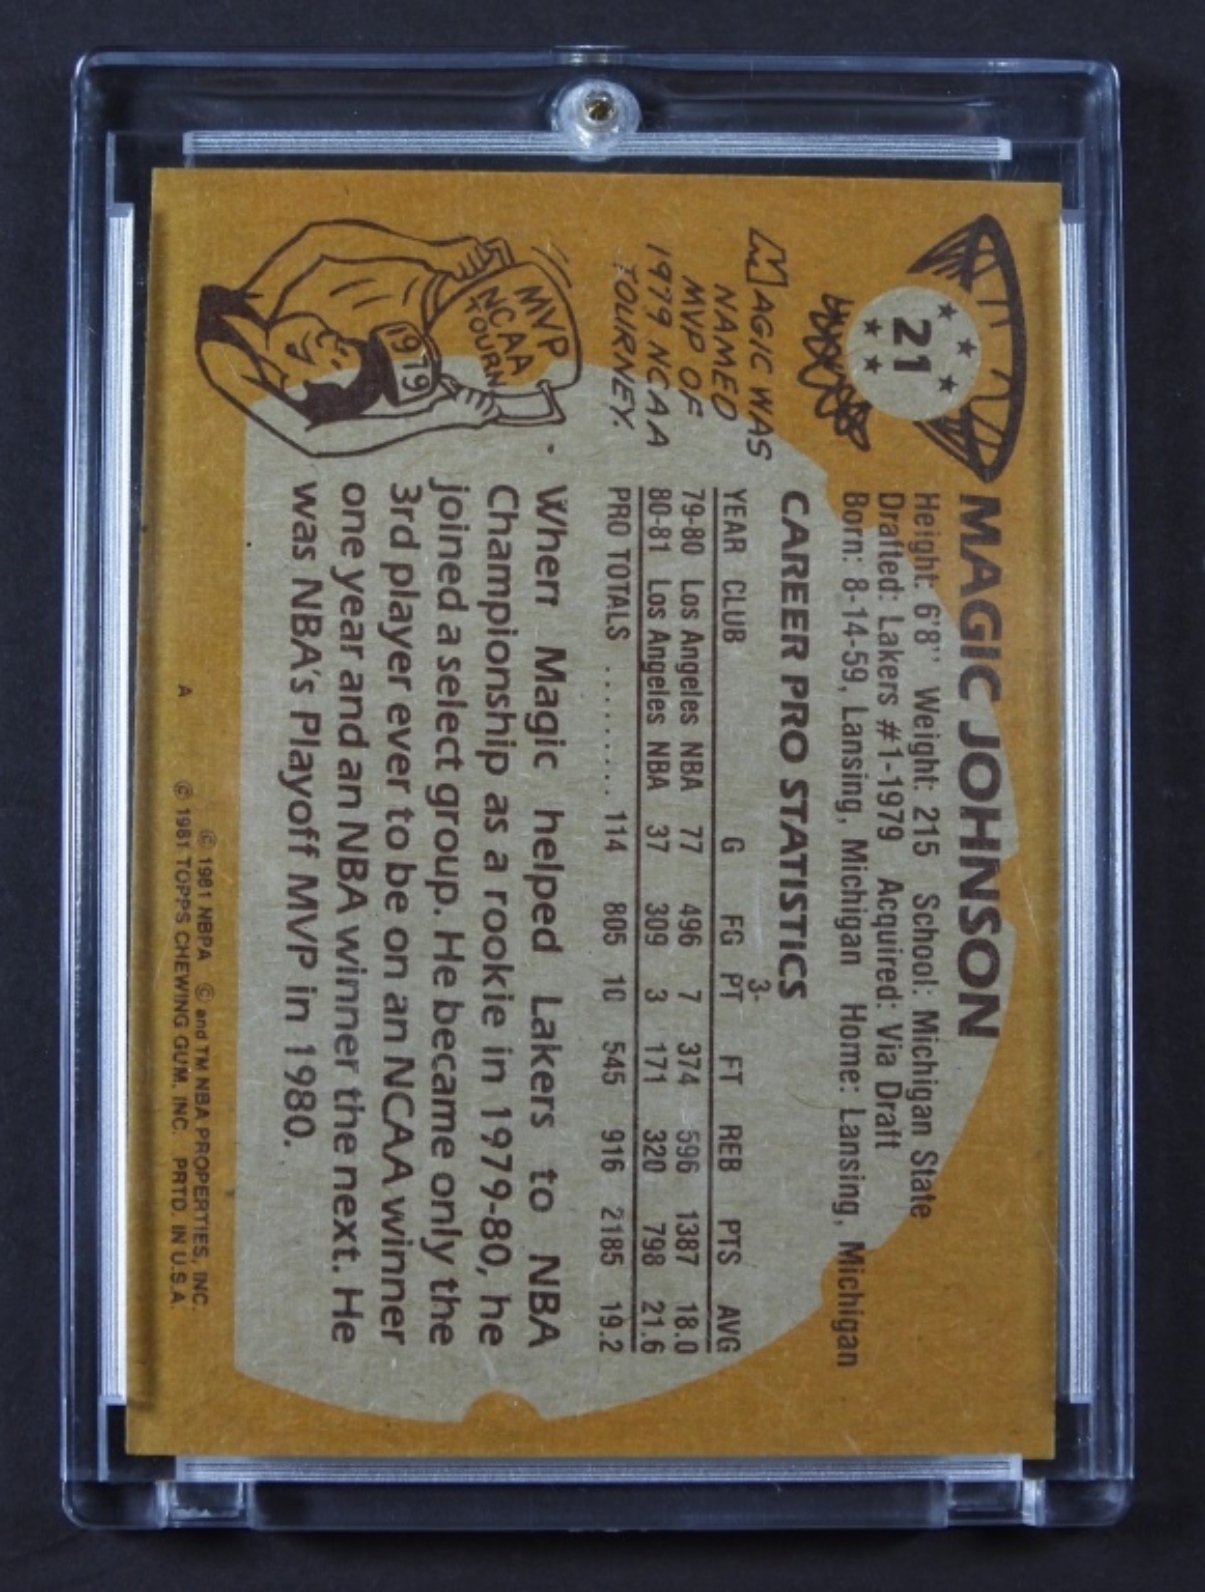 21
MAGIC JOHNSON
Height: 6'8" Weight: 215 School: Michigan State
Drafted: Lakers #1-1979 Acquired: Via Draft
Born: 8-14-59, Lansing, Michigan Home: Lansing, Michigan
MAGIC WAS
NAMED
MVP OF
1979 NCAA
TOURNEY.
MVP
NCAA
TOURN
1979
CAREER PRO STATISTICS
3-
YEAR CLUB G FG PT FT REB PTS AVG
79-80 Los Angeles NBA 77 496 7 374 596 1387 18.0
80-81 Los Angeles NBA 37 309 3 171 320 798 21.6
PRO TOTALS .......... 114 805 10 545 916 2185 19.2
When Magic helped Lakers to NBA
Championship as a rookie in 1979-80, he
joined a select group. He became only the
3rd player ever to be on an NCAA winner
one year and an NBA winner the next. He
was NBA's Playoff MVP in 1980.
© 1981 NBPA © and TM NBA PROPERTIES, INC.
A © 1981 TOPPS CHEWING GUM, INC. PRTD. IN U.S.A.